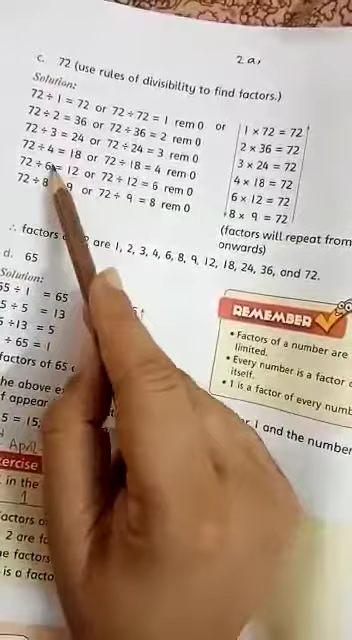 2 a
c. 72 (use rules of divisibility to find factors.)
Solution:
72 ÷ 1 = 72 or 72 ÷ 72 = 1 rem 0 or 1 x 72 = 72
72 ÷ 2 = 36 or 72 ÷ 36 = 2 rem 0 2 x 36 = 72
72 ÷ 3 = 24 or 72 ÷ 24 = 3 rem 0 3 x 24 = 72
72 ÷ 4 = 18 or 72 ÷ 18 = 4 rem 0 4 x 18 = 72
72 ÷ 6 = 12 or 72 ÷ 12 = 6 rem 0 6 x 12 = 72
72 ÷ 8 9 or 72 ÷ 9 = 8 rem 0 8 x 9 = 72
(factors will repeat from
onwards)
∴ factors 2 are 1, 2, 3, 4, 6, 8, 9, 12, 18, 24, 36, and 72.
d. 65
Solution:
65 ÷ 1 = 65
5 ÷ 5 = 13
5 ÷ 13 = 5
÷ 65 = 1
factors of 65
REMEMBER
• Factors of a number are
limited.
• Every number is a factor
itself.
• 1 is a factor of every numb
he above e
f appear i
1 and the number
5 = 15,
April
ercise
in the
1
actors o
2 are fa
e factors
is a facto